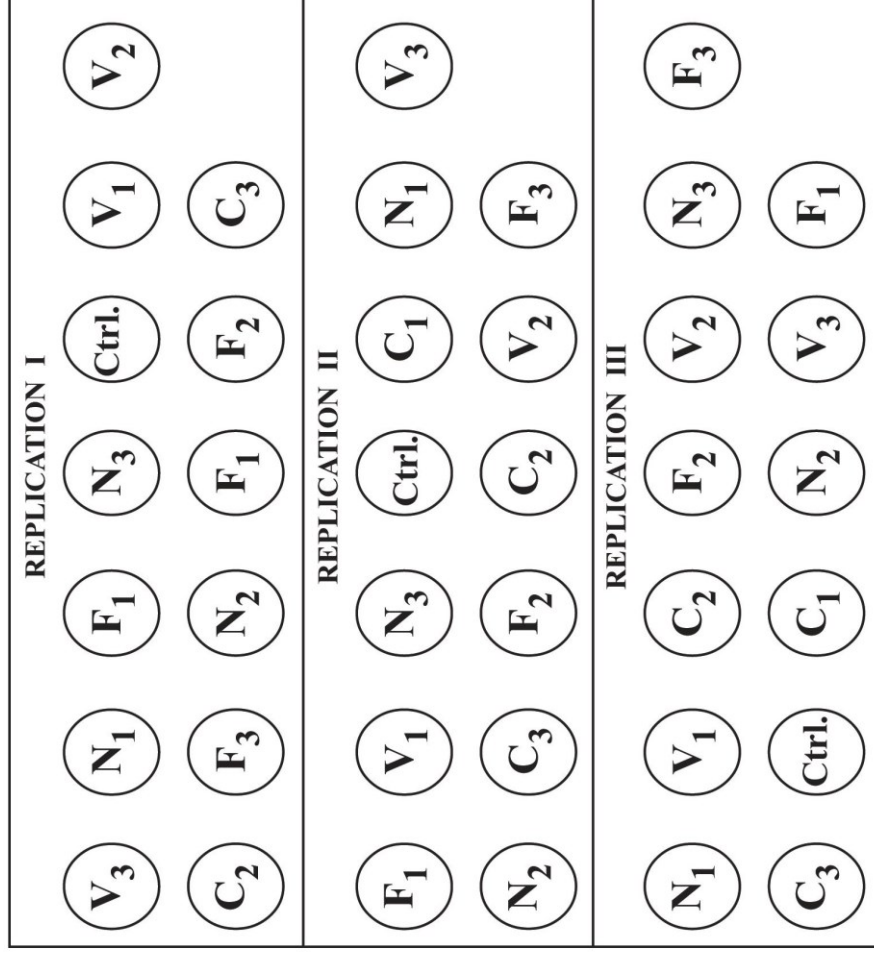 REPLICATION I
V₃ N₁ F₁ N₃ Ctrl. V₁ V₂
C₂ F₃ N₂ F₁ F₂ C₃
REPLICATION II
F₁ V₁ N₃ Ctrl. C₁ N₁ V₃
N₂ C₃ F₂ C₂ V₂ F₃
REPLICATION III
N₁ V₁ C₂ F₂ V₂ N₃ F₃
C₃ Ctrl. C₁ N₂ V₃ F₁